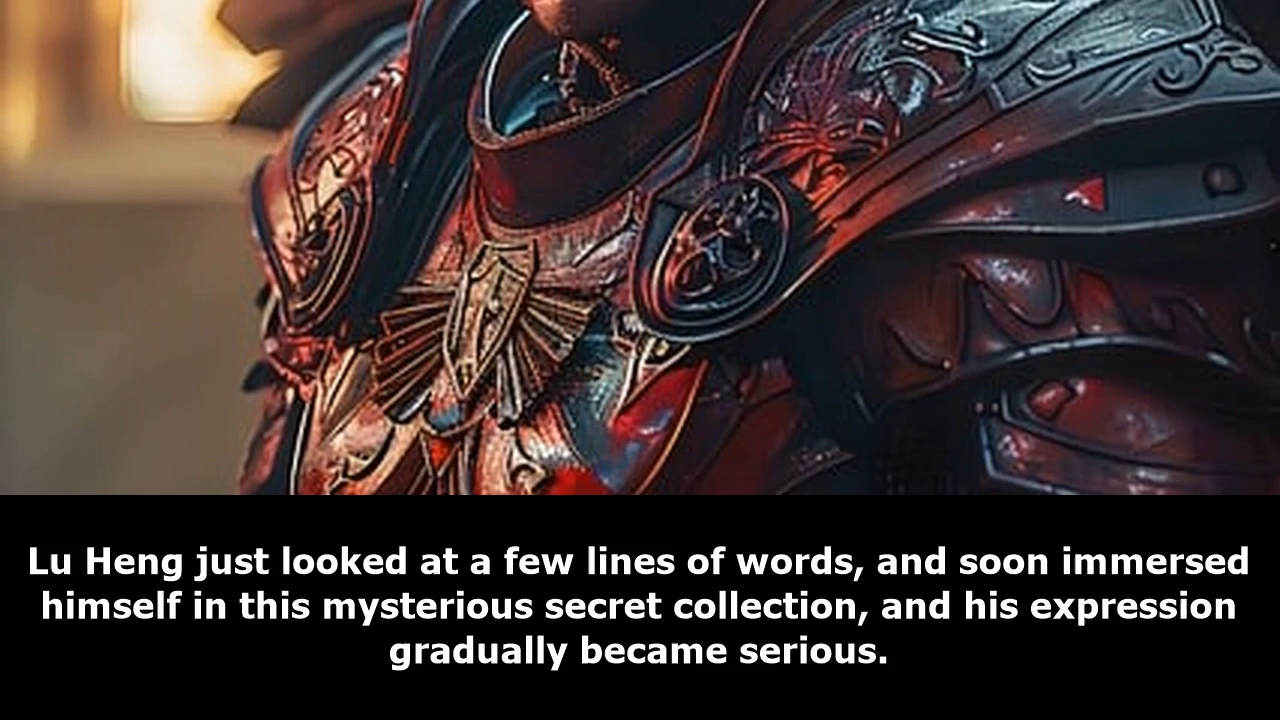 Lu Heng just looked at a few lines of words, and soon immersed
himself in this mysterious secret collection, and his expression
gradually became serious.